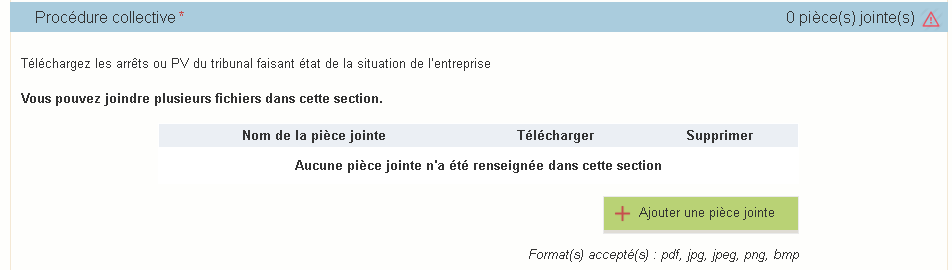 Procédure collective * 0 pièce(s) jointe(s)
Téléchargez les arrêts ou PV du tribunal faisant état de la situation de l'entreprise
Vous pouvez joindre plusieurs fichiers dans cette section.
Nom de la pièce jointe Télécharger Supprimer
Aucune pièce jointe n'a été renseignée dans cette section
Ajouter une pièce jointe
Format(s) accepté(s) : pdf, jpg, jpeg, png, bmp